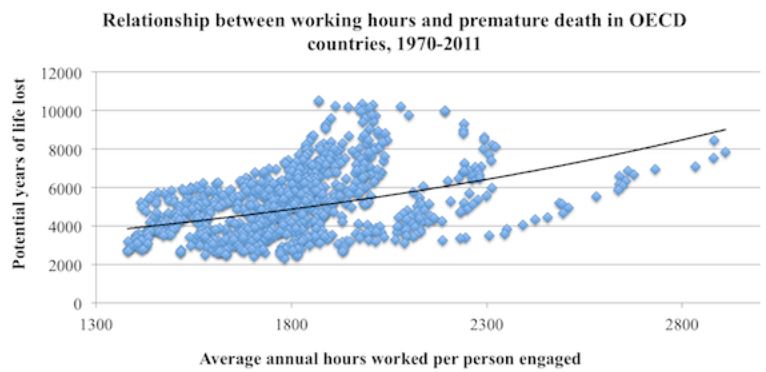 Relationship between working hours and premature death in OECD
countries, 1970-2011
Potential years of life lost
12000
10000
8000
6000
4000
2000
0
1300
1800
2300
2800
Average annual hours worked per person engaged